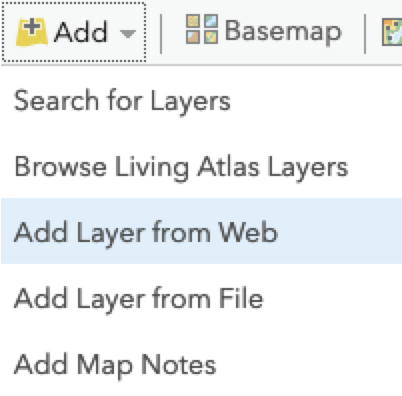 Add Basemap
Search for Layers
Browse Living Atlas Layers
Add Layer from Web
Add Layer from File
Add Map Notes